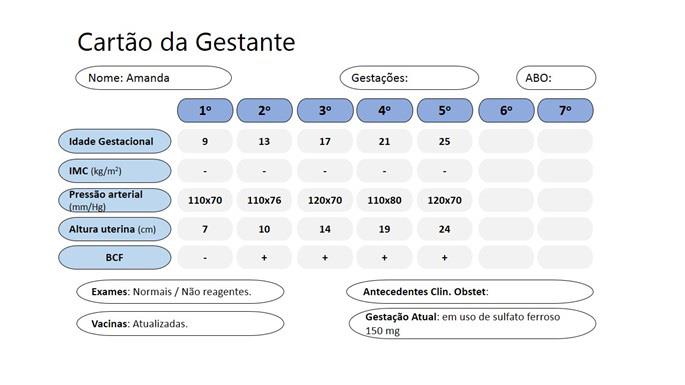 Cartão da Gestante
Nome: Amanda Gestações: ABO:
1º 2º 3º 4º 5º 6º 7º
Idade Gestacional 9 13 17 21 25
IMC (kg/m²) - - - - -
Pressão arterial
(mm/Hg) 110x70 110x76 120x70 110x80 120x70
Altura uterina (cm) 7 10 14 19 24
BCF - + + + +
Exames: Normais / Não reagentes. Antecedentes Clin. Obstet:
Vacinas: Atualizadas. Gestação Atual: em uso de sulfato ferroso
150 mg